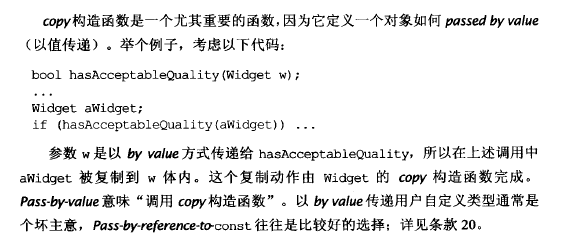 copy构造函数是一个尤其重要的函数,因为它定义一个对象如何 passed by value
(以值传递)。举个例子,考虑以下代码:
bool hasAcceptableQuality(Widget w);
...
Widget aWidget;
if (hasAcceptableQuality(aWidget)) ...
参数 w 是以 by value 方式传递给 hasAcceptableQuality,所以在上述调用中
aWidget 被复制到 w 体内。这个复制动作由 Widget 的 copy 构造函数完成。
Pass-by-value 意味“调用 copy 构造函数”。以 by value 传递用户自定义类型通常是
个坏主意,Pass-by-reference-to-const 往往是比较好的选择;详见条款 20。